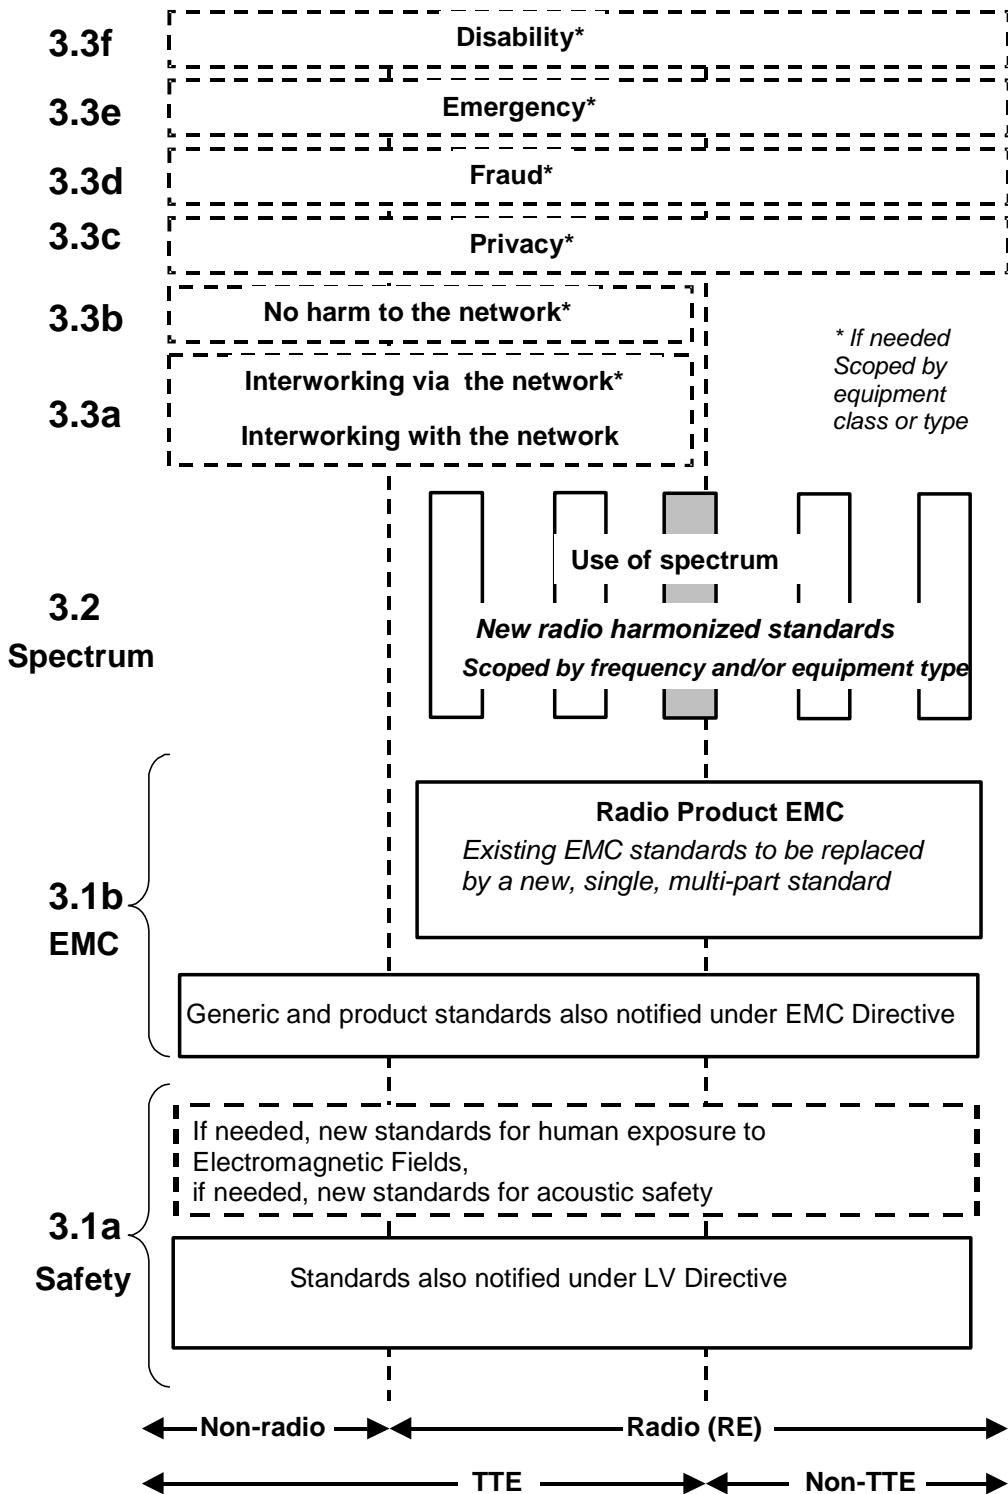 3.3f
Disability*
3.3e
Emergency*
3.3d
Fraud*
3.3c
Privacy*
3.3b
No harm to the network*
3.3a
Interworking via the network*
Interworking with the network
* If needed
Scoped by
equipment
class or type
3.2
Spectrum
Use of spectrum
New radio harmonized standards
Scoped by frequency and/or equipment type
3.1b
EMC
Radio Product EMC
Existing EMC standards to be replaced
by a new, single, multi-part standard
Generic and product standards also notified under EMC Directive
3.1a
Safety
If needed, new standards for human exposure to
Electromagnetic Fields,
if needed, new standards for acoustic safety
Standards also notified under LV Directive
Non-radio
Radio (RE)
TTE
Non-TTE